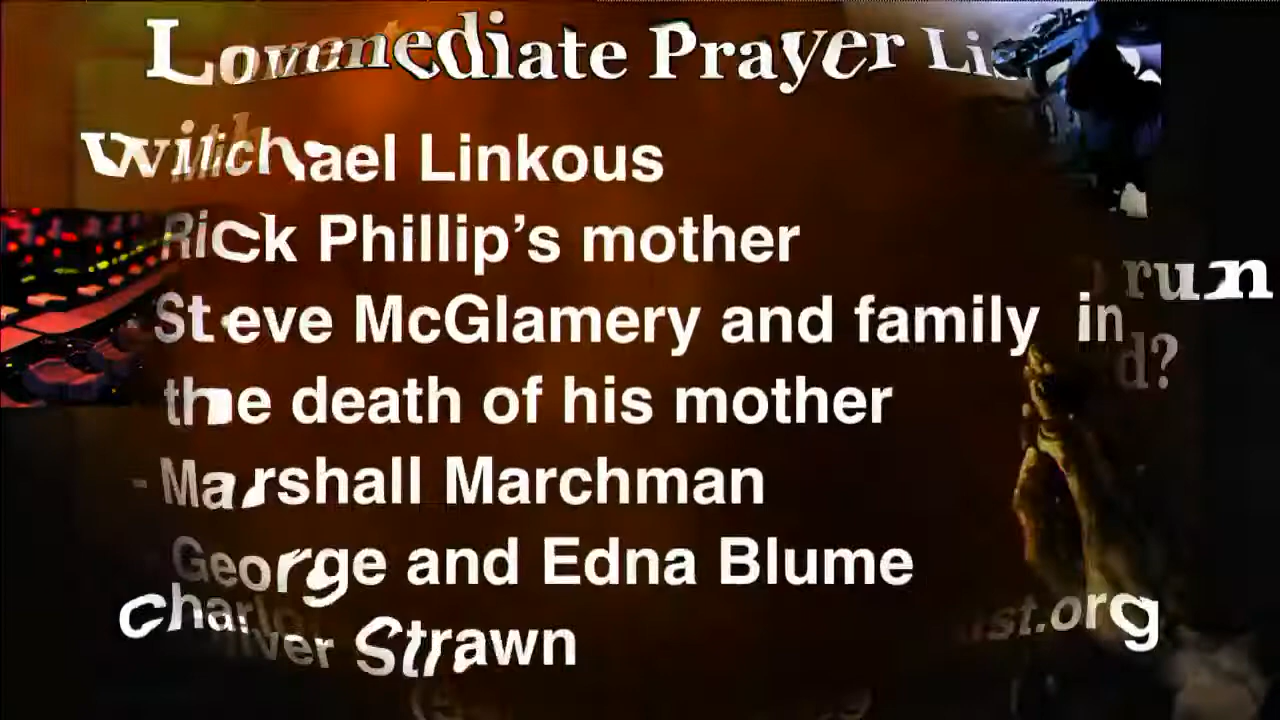 Immediate Prayer List
Michael Linkous
Rick Phillip's mother
run
Steve McGlamery and family in
d?
the death of his mother
- Marshall Marchman
George and Edna Blume
ust.org
Strawn